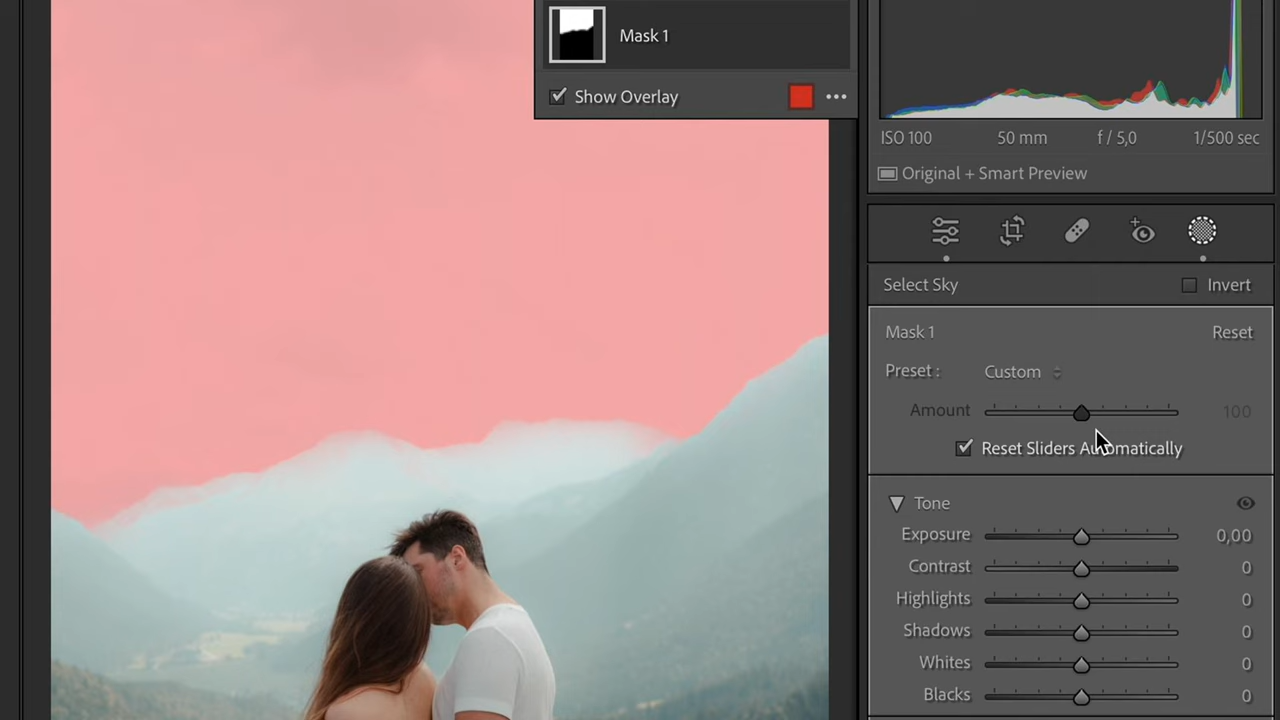 Mask 1
Show Overlay
ISO 100 50 mm f / 5,0 1/500 sec
Original + Smart Preview
Select Sky Invert
Mask 1 Reset
Preset : Custom
Amount 100
Reset Sliders Automatically
Tone
Exposure 0,00
Contrast 0
Highlights 0
Shadows 0
Whites 0
Blacks 0